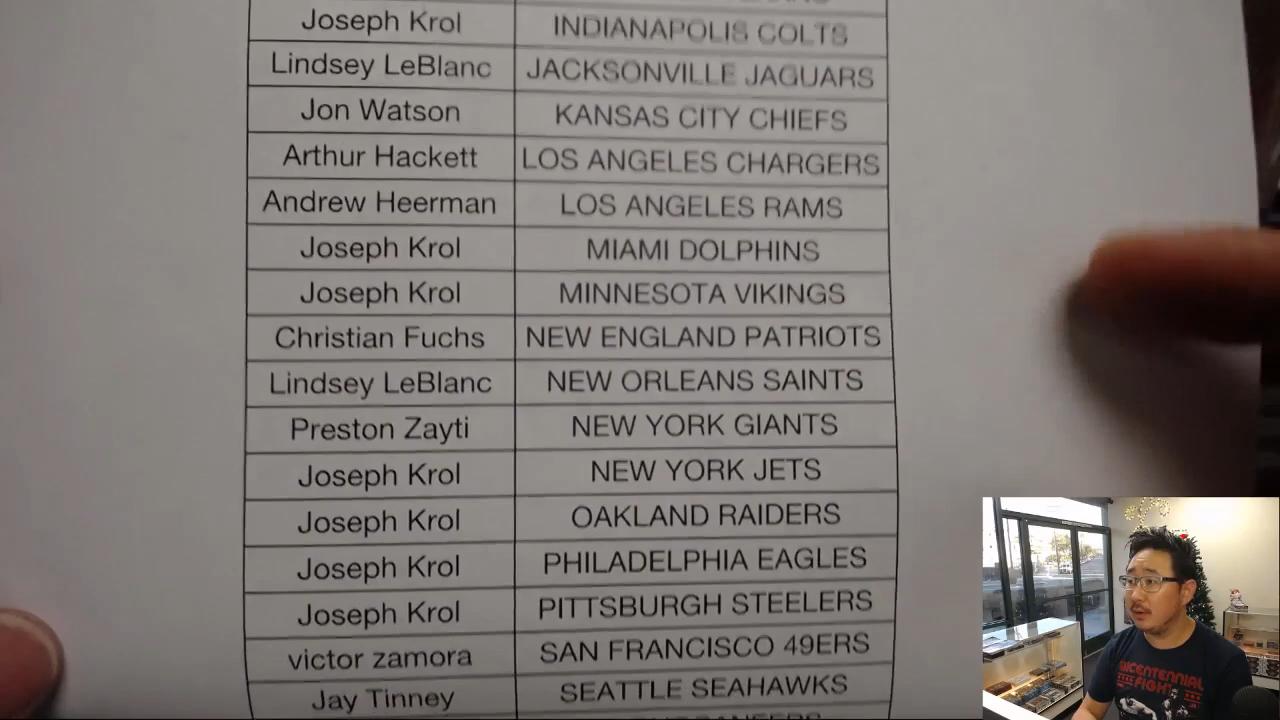 Joseph Krol INDIANAPOLIS COLTS
Lindsey LeBlanc JACKSONVILLE JAGUARS
Jon Watson KANSAS CITY CHIEFS
Arthur Hackett LOS ANGELES CHARGERS
Andrew Heerman LOS ANGELES RAMS
Joseph Krol MIAMI DOLPHINS
Joseph Krol MINNESOTA VIKINGS
Christian Fuchs NEW ENGLAND PATRIOTS
Lindsey LeBlanc NEW ORLEANS SAINTS
Preston Zayti NEW YORK GIANTS
Joseph Krol NEW YORK JETS
Joseph Krol OAKLAND RAIDERS
Joseph Krol PHILADELPHIA EAGLES
Joseph Krol PITTSBURGH STEELERS
victor zamora SAN FRANCISCO 49ERS
Jay Tinney SEATTLE SEAHAWKS
BICENTENNIAL
FIGHT